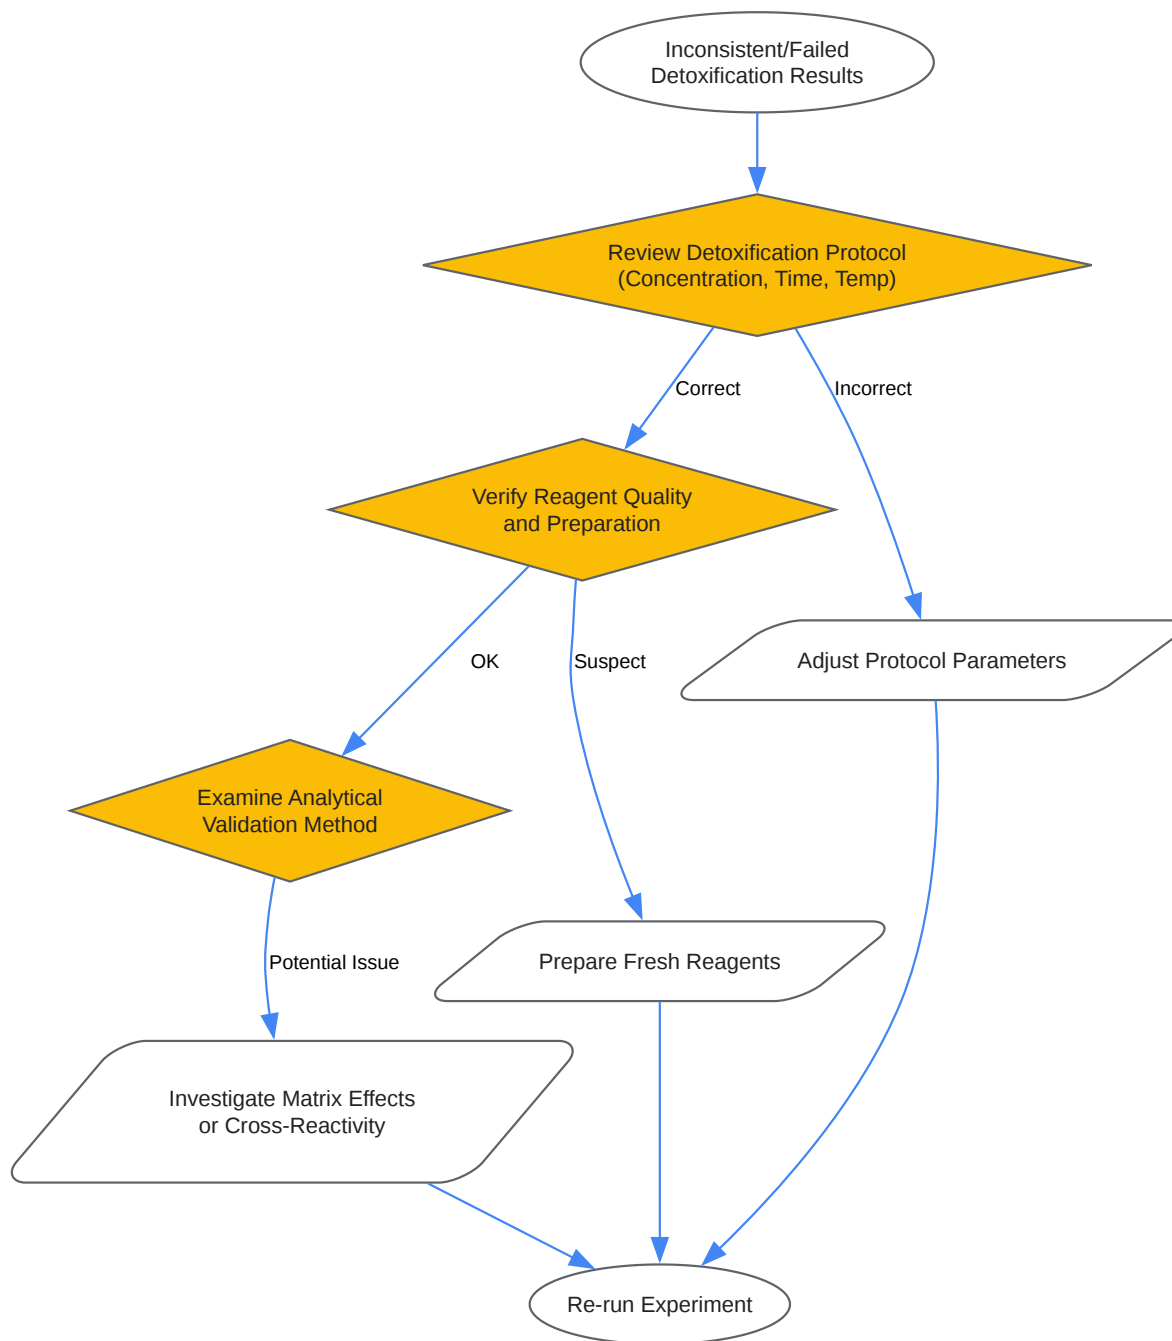 Inconsistent/Failed
Detoxification Results
Review Detoxification Protocol
(Concentration, Time, Temp)
Correct
Incorrect
Verify Reagent Quality
and Preparation
OK
Suspect
Adjust Protocol Parameters
Examine Analytical
Validation Method
Potential Issue
Prepare Fresh Reagents
Investigate Matrix Effects
or Cross-Reactivity
Re-run Experiment